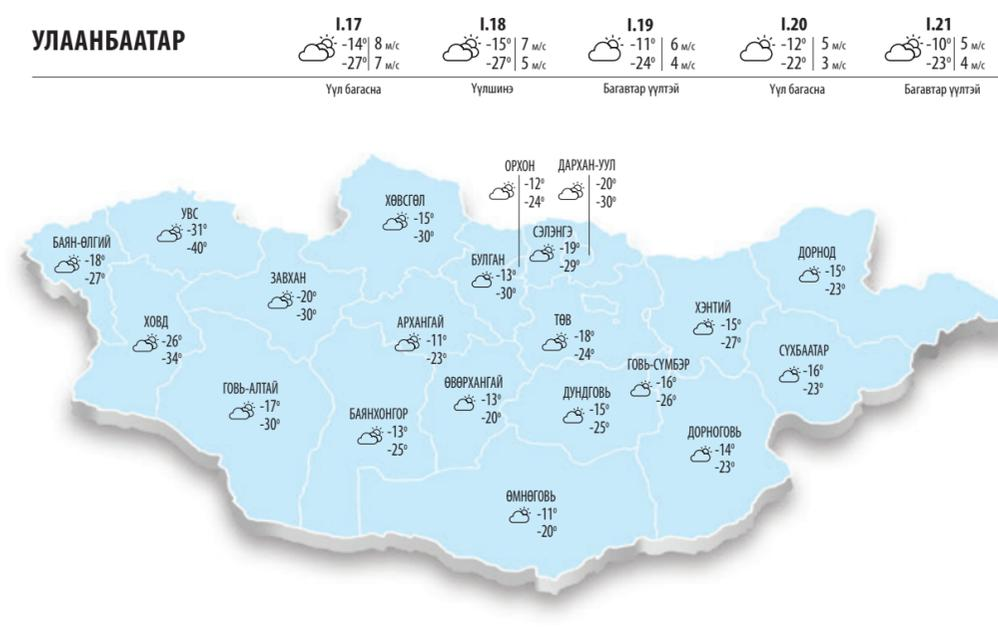 УЛААНБААТАР
I.17
-14° 8 м/с
-27° 7 м/с
Үүл багасна
I.18
-15° 7 м/с
-27° 5 м/с
Үүлшинэ
I.19
-11° 6 м/с
-24° 4 м/с
Багавтар үүлтэй
I.20
-12° 5 м/с
-22° 3 м/с
Үүл багасна
I.21
-10° 5 м/с
-23° 4 м/с
Багавтар үүлтэй
ОРХОН
-12°
-24°
ДАРХАН-УУЛ
-20°
-30°
ХӨВСГӨЛ
-15°
-30°
УВС
-31°
-40°
БАЯН-ӨЛГИЙ
-18°
-27°
СЭЛЭНГЭ
-19°
-29°
БУЛГАН
-13°
-30°
ДОРНОД
-15°
-23°
ЗАВХАН
-20°
-30°
ХОВД
-26°
-34°
АРХАНГАЙ
-11°
-23°
ТӨВ
-18°
-24°
ХЭНТИЙ
-15°
-27°
СҮХБААТАР
-16°
-23°
ГОВЬ-СҮМБЭР
-16°
-26°
ГОВЬ-АЛТАЙ
-17°
-30°
ӨВӨРХАНГАЙ
-13°
-20°
ДУНДГОВЬ
-15°
-25°
БАЯНХОНГОР
-13°
-25°
ДОРНОГОВЬ
-14°
-23°
ӨМНӨГОВЬ
-11°
-20°